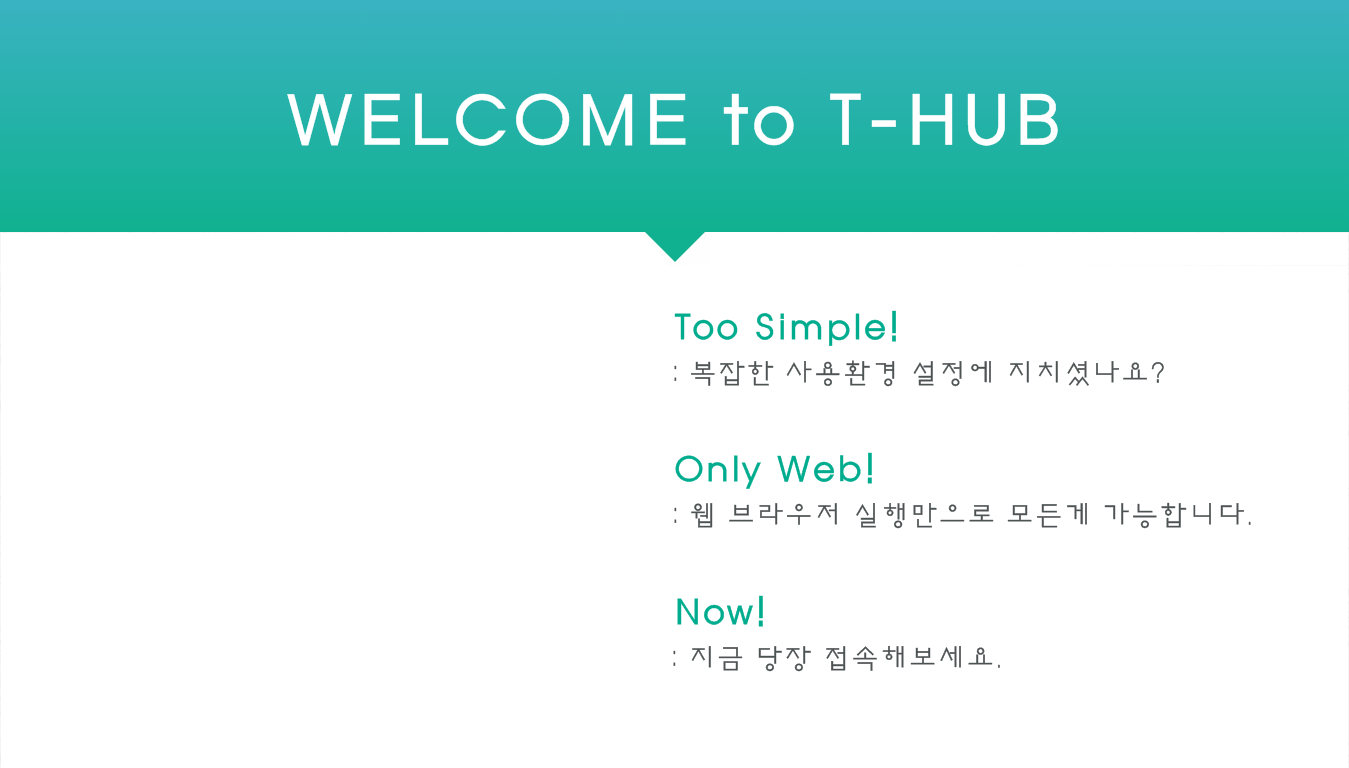 WELCOME to T-HUB
Too Simple!
: 복잡한 사용환경 설정에 지치셨나요?
Only Web!
: 웹 브라우저 실행만으로 모든게 가능합니다.
Now!
: 지금 당장 접속해보세요.